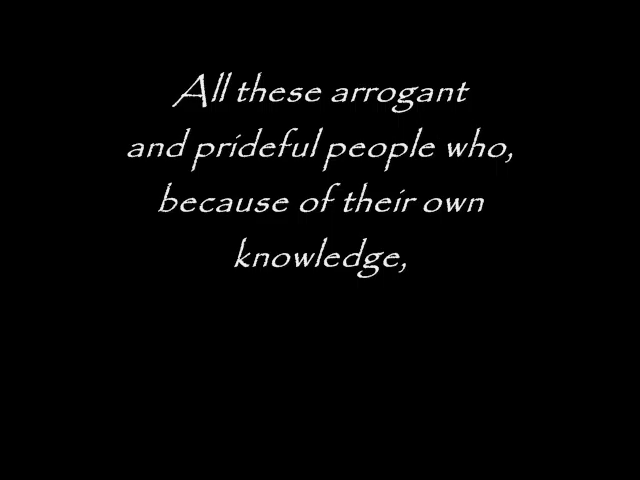 All these arrogant
and prideful people who,
because of their own
knowledge,